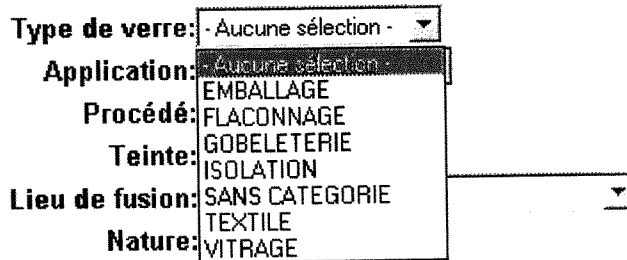 Type de verre: - Aucune sélection -
Application: - Aucune sélection -
EMBALLAGE
Procédé: FLACONNAGE
GOBELETERIE
Teinte: ISOLATION
Lieu de fusion: SANS CATEGORIE
TEXTILE
Nature: VITRAGE